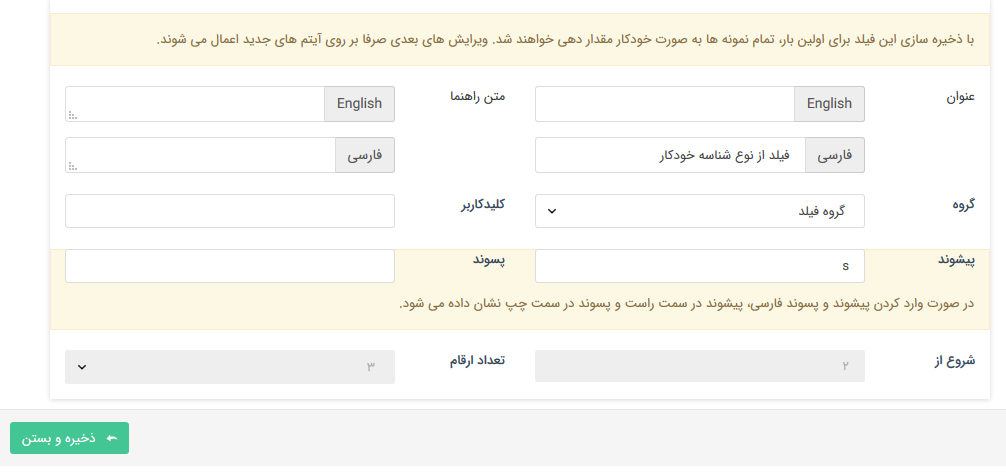 با ذخیره سازی این فیلد برای اولین بار، تمام نمونه ها به صورت خودکار مقدار دهی خواهند شد. ویرایش های بعدی صرفا بر روی آیتم های جدید اعمال می شوند.
عنوان English متن راهنما English
فارسی فیلد از نوع شناسه خودکار فارسی
گروه گروه فیلد کلیدکاربر
پیشوند s پسوند
در صورت وارد کردن پیشوند و پسوند فارسی، پیشوند در سمت راست و پسوند در سمت چپ نشان داده می شود.
شروع از ۲ تعداد ارقام ۳
ذخیره و بستن